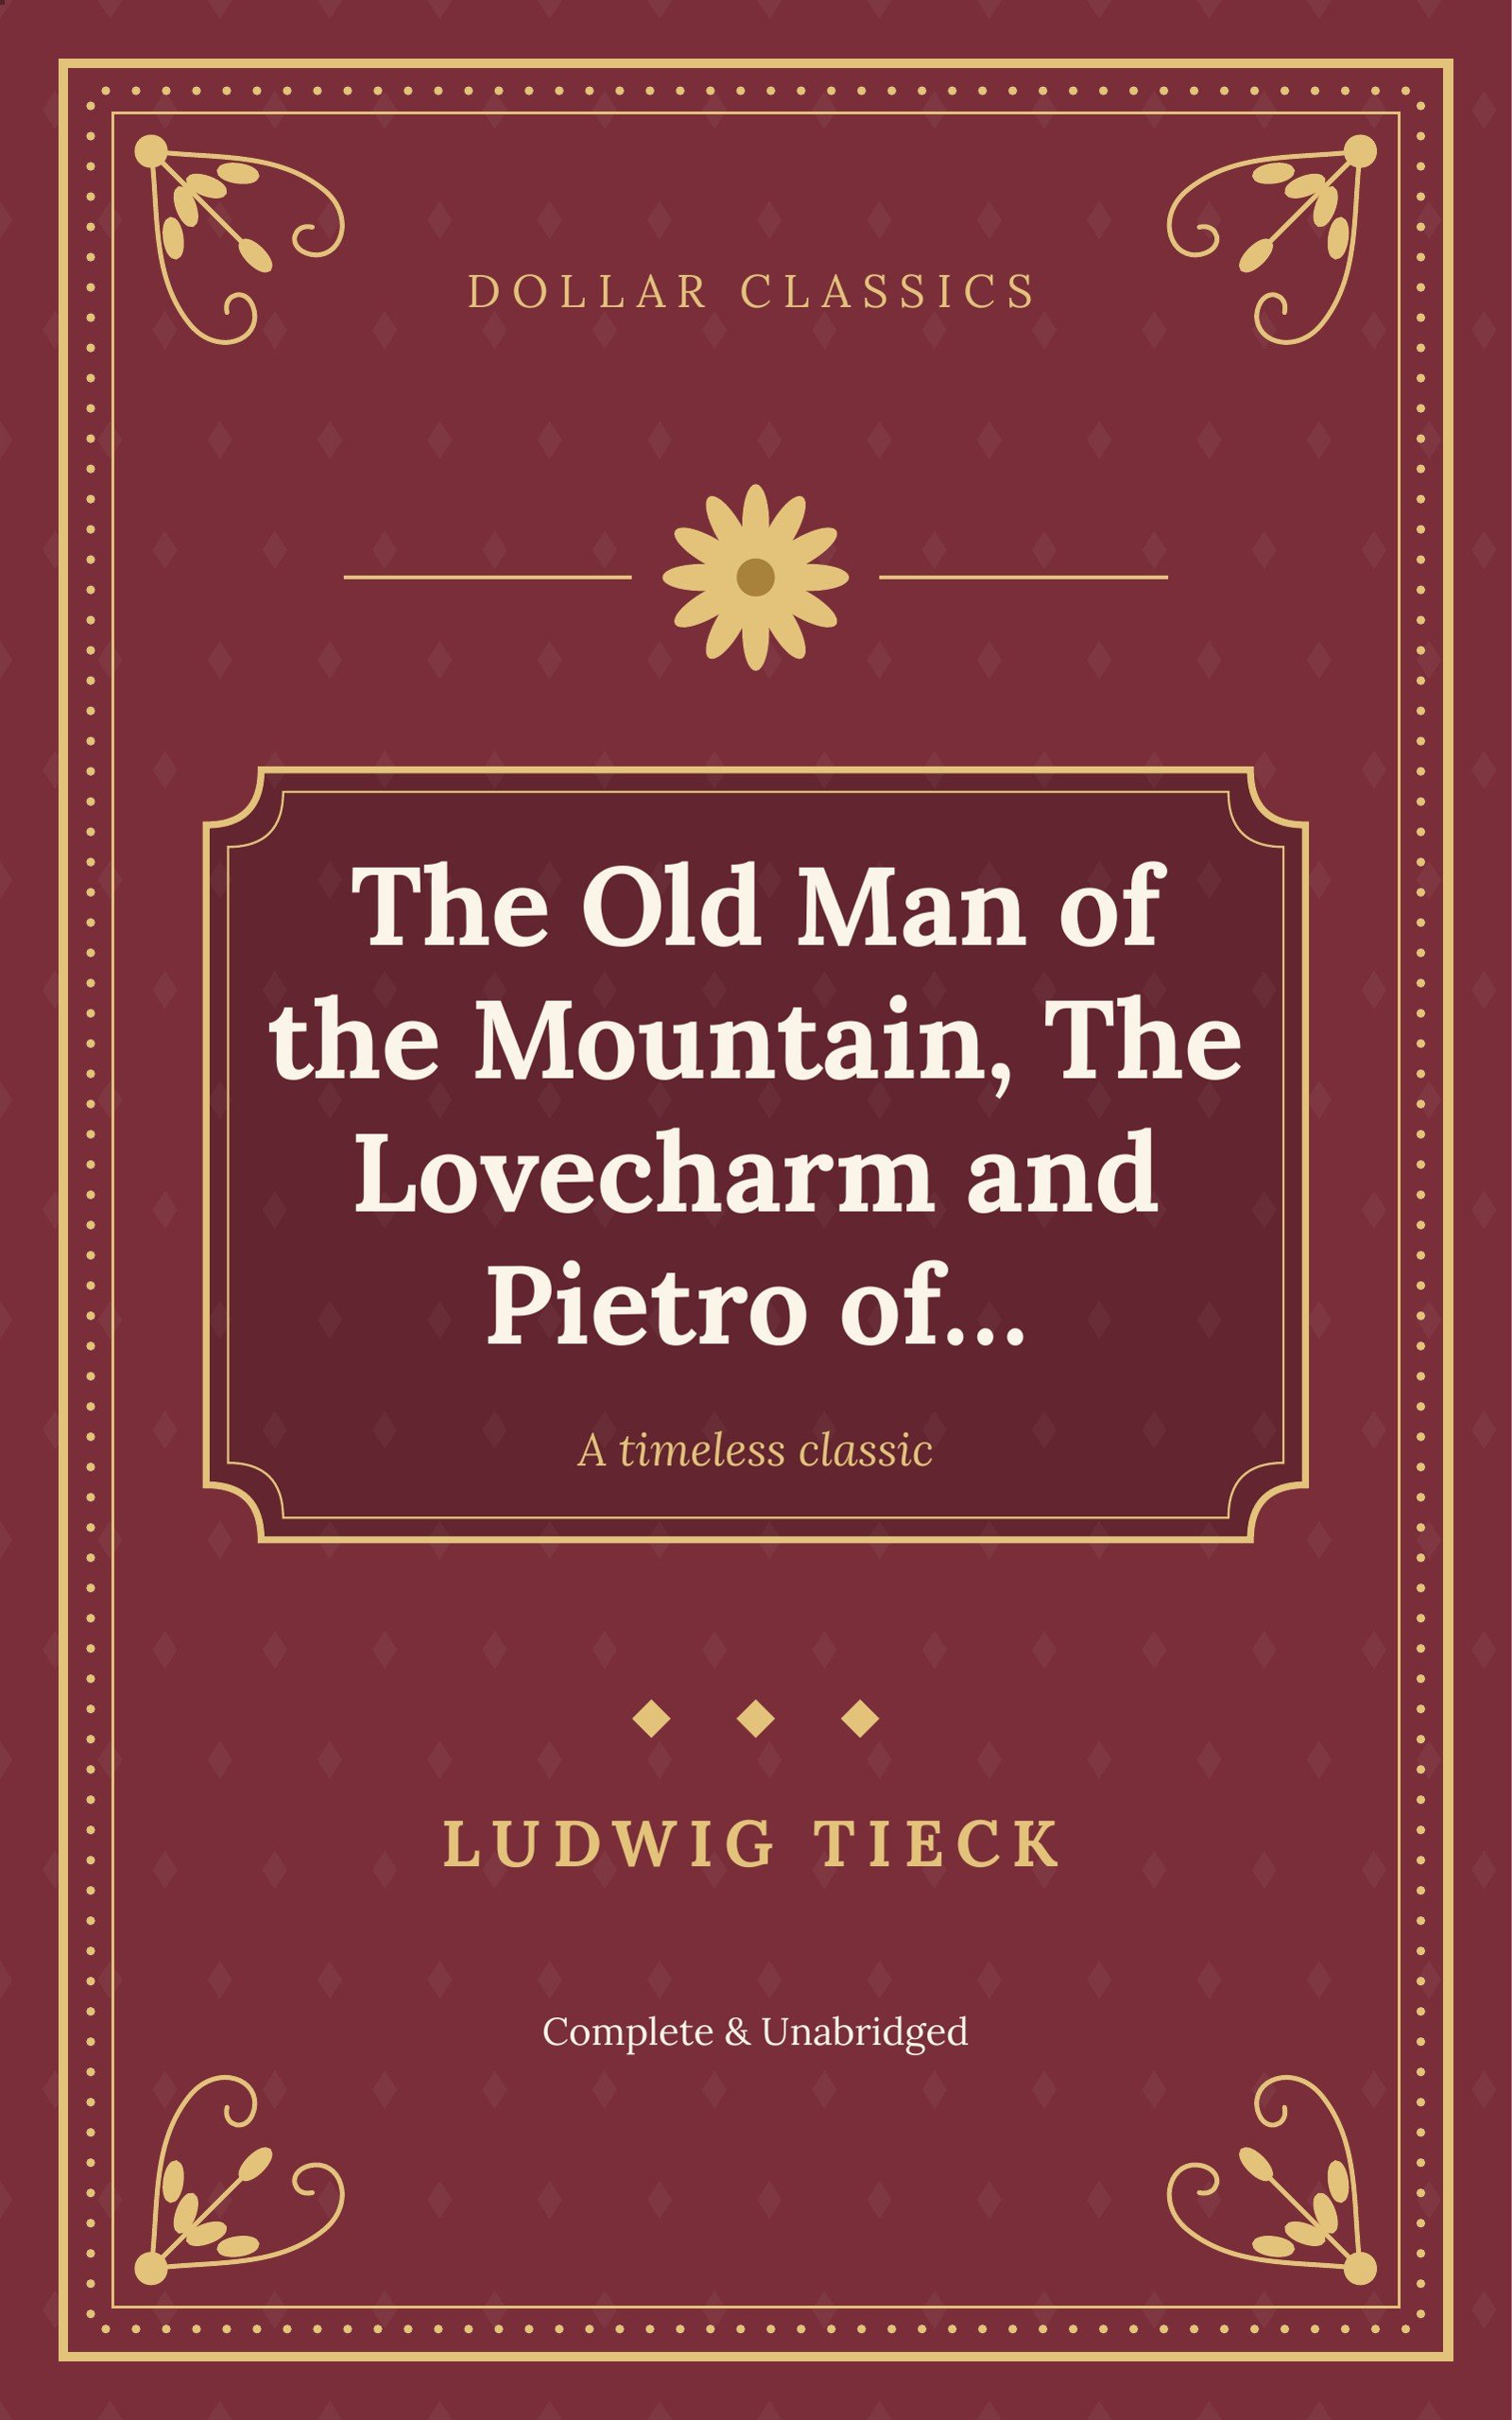 DOLLAR CLASSICS
The Old Man of
the Mountain, The
Lovecharm and
Pietro of...
A timeless classic
LUDWIG TIECK
Complete & Unabridged